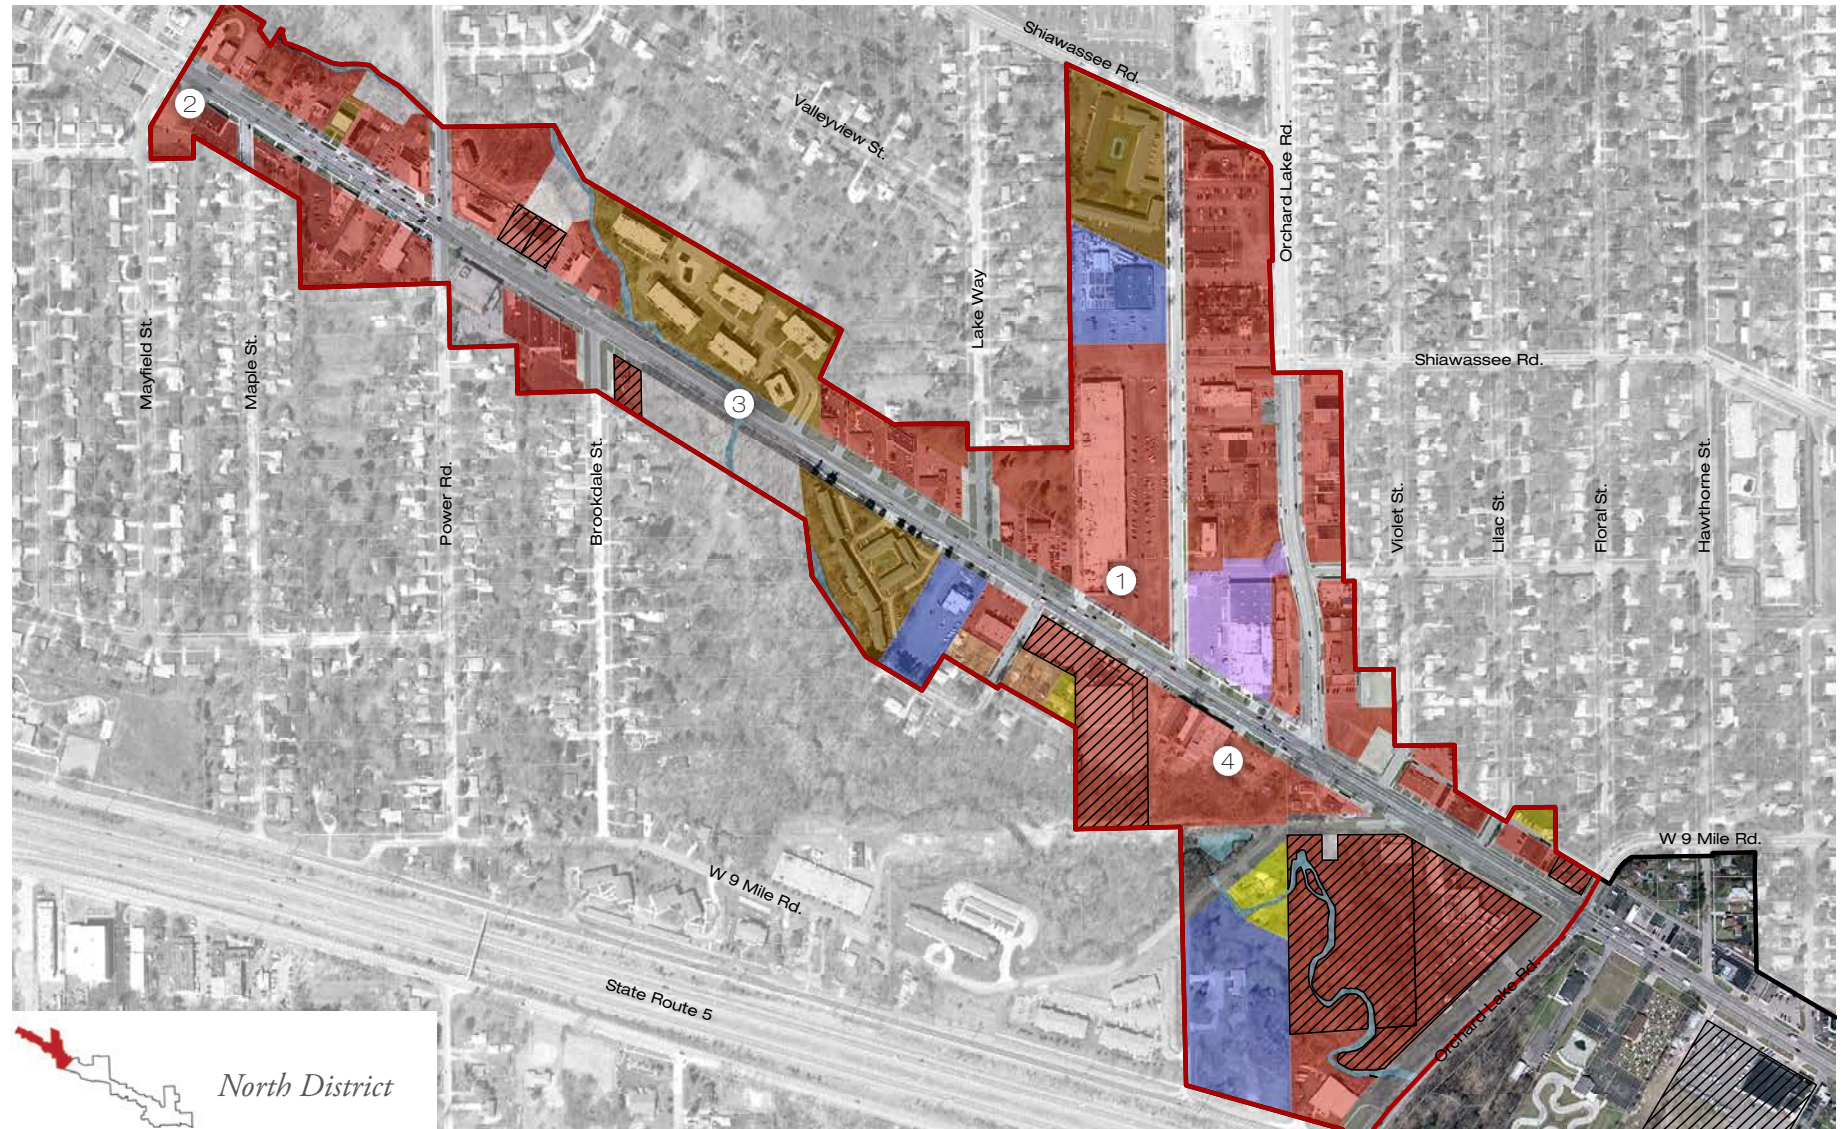 Shiawassee Rd.
2
Valleyview St.
Orchard Lake Rd.
Lake Way
Mayfield St.
Maple St.
Shiawassee Rd.
3
Power Rd.
Brookdale St.
Violet St.
Lilac St.
Floral St.
Hawthorne St.
1
4
W 9 Mile Rd.
W 9 Mile Rd.
State Route 5
Orchard Lake Rd.
North District